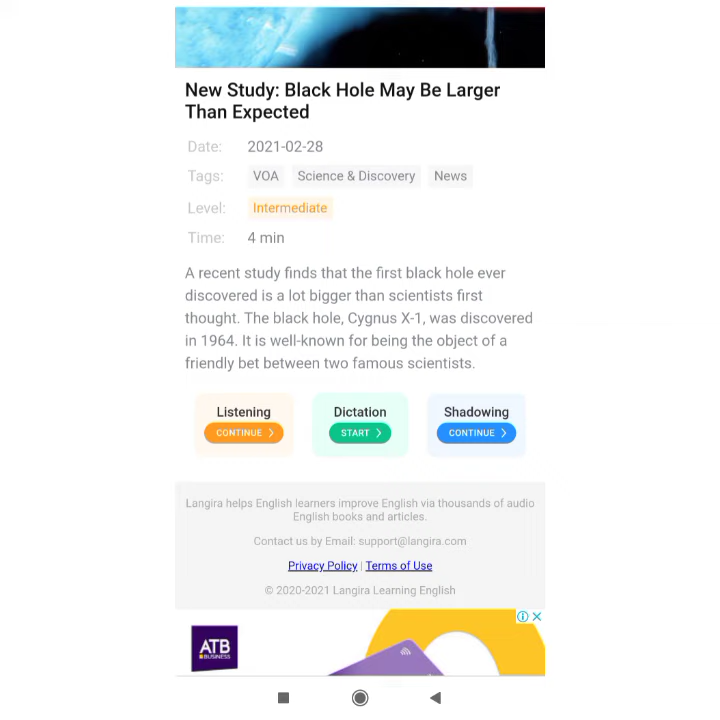 New Study: Black Hole May Be Larger
Than Expected
Date: 2021-02-28
Tags: VOA Science & Discovery News
Level: Intermediate
Time: 4 min
A recent study finds that the first black hole ever
discovered is a lot bigger than scientists first
thought. The black hole, Cygnus X-1, was discovered
in 1964. It is well-known for being the object of a
friendly bet between two famous scientists.
Listening Dictation Shadowing
CONTINUE START CONTINUE
Langira helps English learners improve English via thousands of audio
English books and articles.
Contact us by Email: support@langira.com
Privacy Policy | Terms of Use
© 2020-2021 Langira Learning English
ATB
BUSINESS